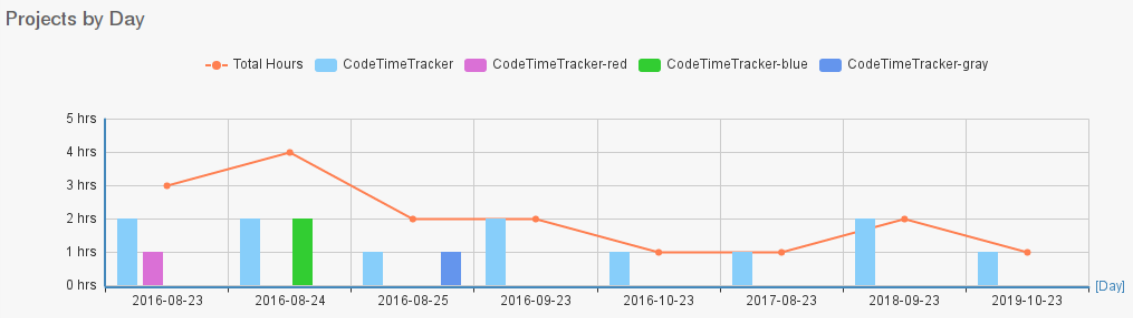 Projects by Day
Total Hours CodeTimeTracker CodeTimeTracker-red CodeTimeTracker-blue CodeTimeTracker-gray
5 hrs
4 hrs
3 hrs
2 hrs
1 hrs
0 hrs
2016-08-23 2016-08-24 2016-08-25 2016-09-23 2016-10-23 2017-08-23 2018-09-23 2019-10-23
[Day]